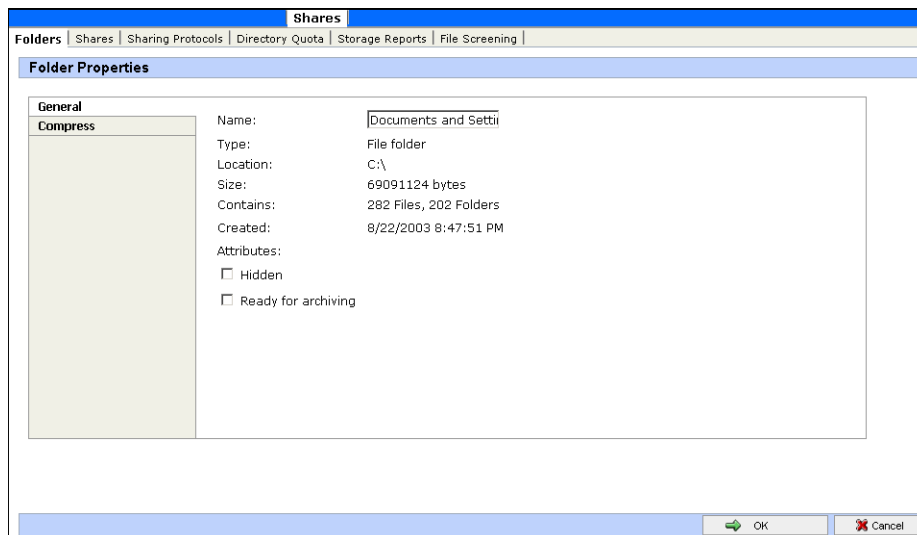 Shares
Folders | Shares | Sharing Protocols | Directory Quota | Storage Reports | File Screening |
Folder Properties
General
Compress
Name: Documents and Setti
Type: File folder
Location: C:\
Size: 69091124 bytes
Contains: 282 Files, 202 Folders
Created: 8/22/2003 8:47:51 PM
Attributes:
Hidden
Ready for archiving
OK Cancel